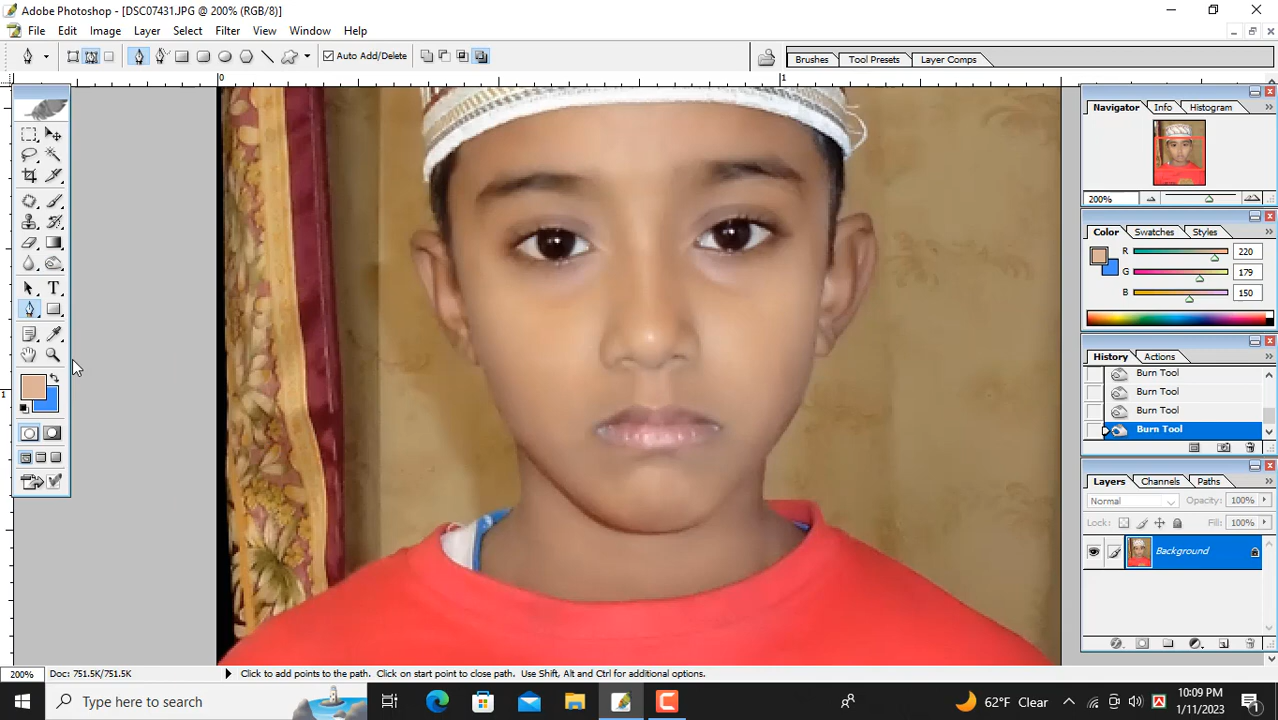 Adobe Photoshop - [DSC07431.JPG @ 200% (RGB/8)]
File Edit Image Layer Select Filter View Window Help
Auto Add/Delete
Brushes Tool Presets Layer Comps
0 1
Navigator Info Histogram
200%
Color Swatches Styles
R 220
G 179
B 150
T
1
History Actions
Burn Tool
Burn Tool
Burn Tool
Burn Tool
Layers Channels Paths
Normal Opacity: 100%
Lock: Fill: 100%
Background
200% Doc: 751.5K/751.5K Click to add points to the path. Click on start point to close path. Use Shift, Alt and Ctrl for additional options.
Type here to search
62°F Clear
10:09 PM
1/11/2023
1